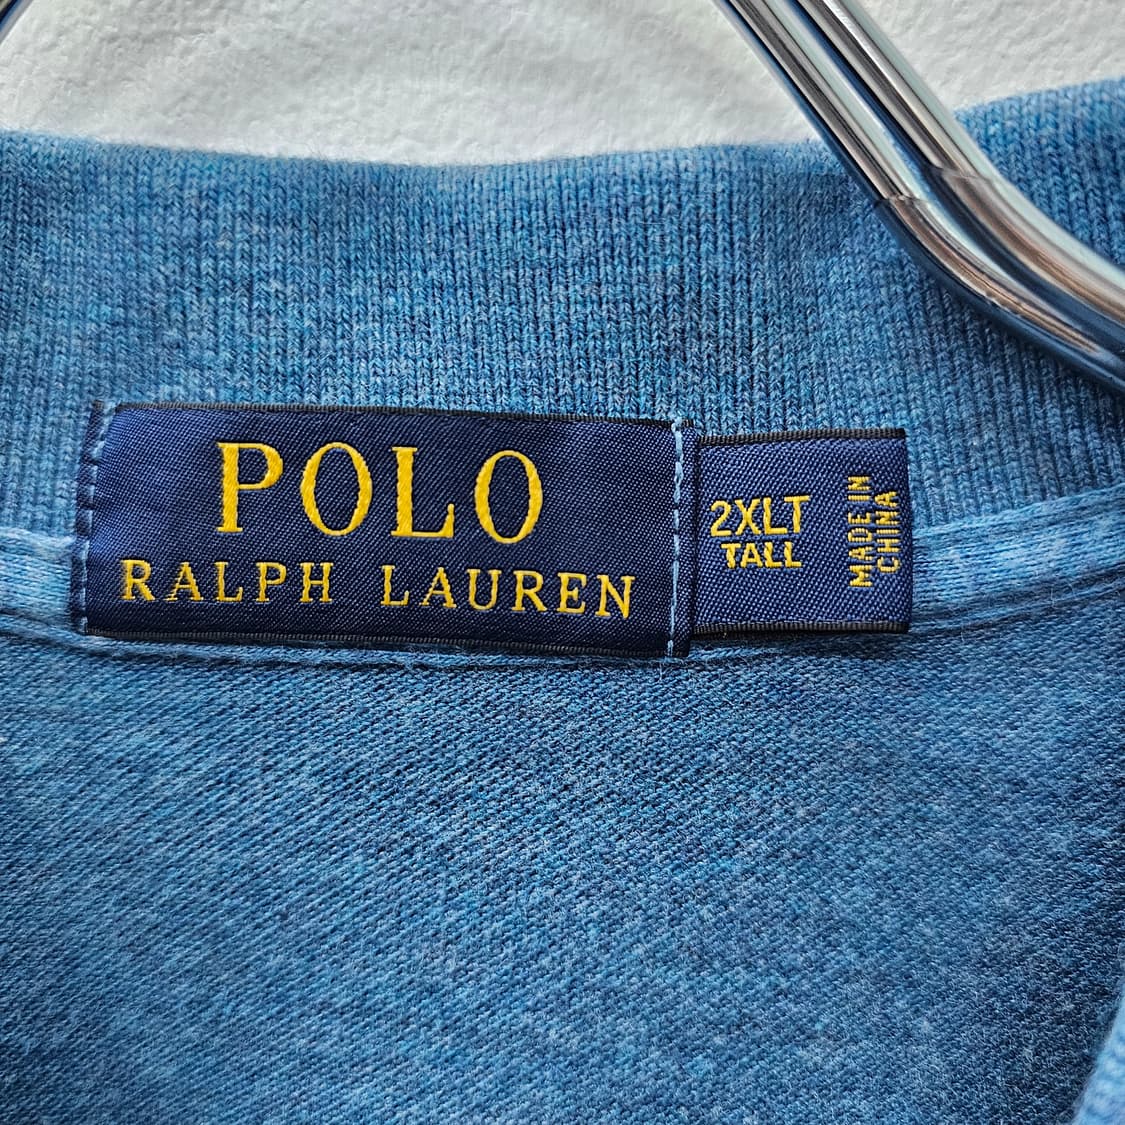 POLO
RALPH LAUREN
2XLT
TALL
MADE IN
CHINA